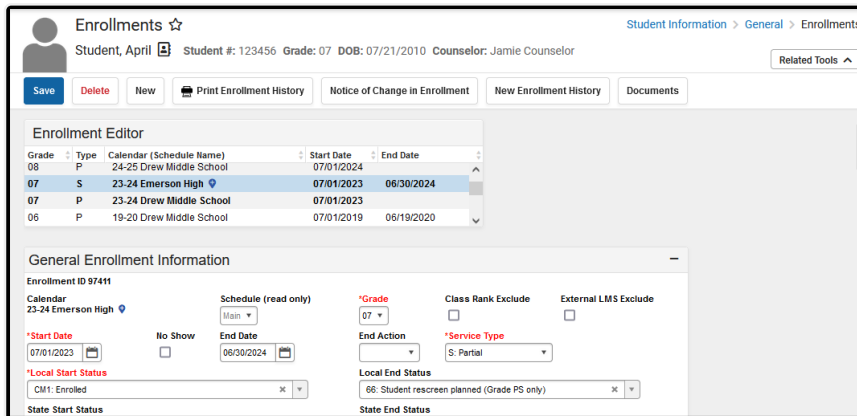 Enrollments
Student Information > General > Enrollments
Student, April Student #: 123456 Grade: 07 DOB: 07/21/2010 Counselor: Jamie Counselor
Related Tools
Save Delete New Print Enrollment History Notice of Change in Enrollment New Enrollment History Documents
Enrollment Editor
Grade Type Calendar (Schedule Name) Start Date End Date
08 P 24-25 Drew Middle School 07/01/2024
07 S 23-24 Emerson High 07/01/2023 06/30/2024
07 P 23-24 Drew Middle School 07/01/2023
06 P 19-20 Drew Middle School 07/01/2019 06/19/2020
General Enrollment Information
Enrollment ID 97411
Calendar Schedule (read only) *Grade Class Rank Exclude External LMS Exclude
23-24 Emerson High Main 07
*Start Date No Show End Date End Action *Service Type
07/01/2023 06/30/2024 S: Partial
*Local Start Status Local End Status
CM1: Enrolled 66: Student rescreen planned (Grade PS only)
State Start Status State End Status